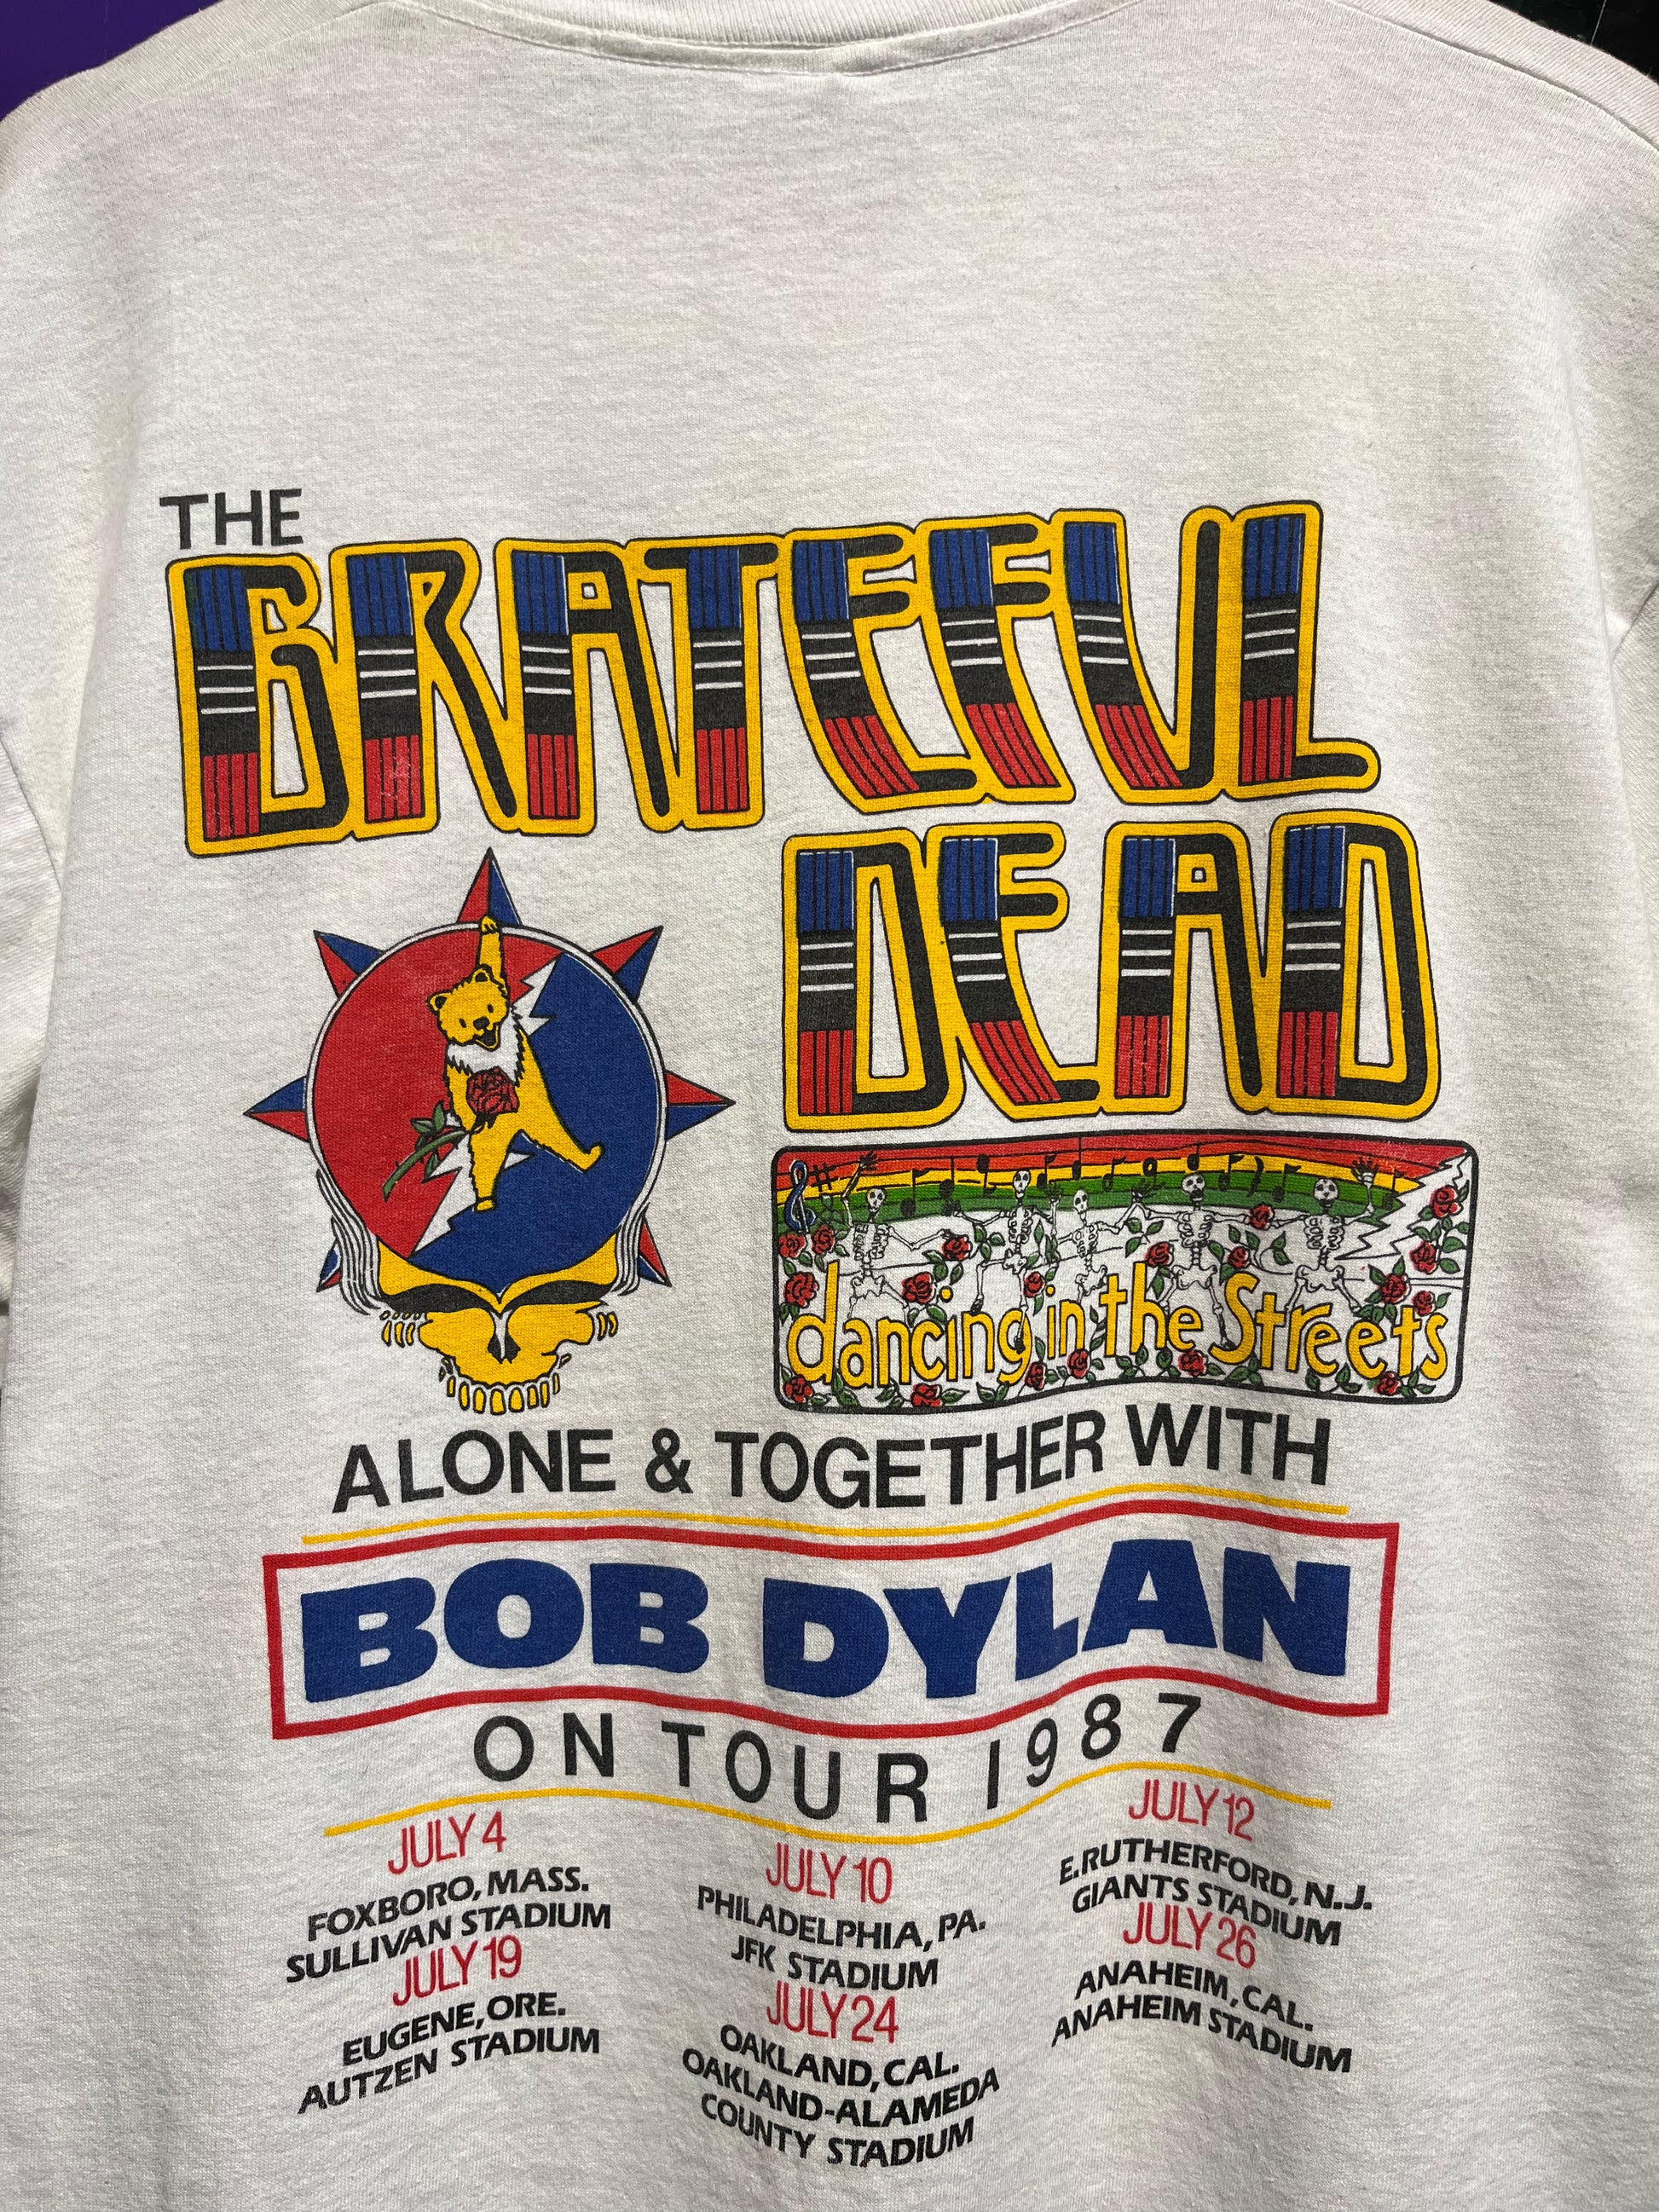 THE
GRATEFUL
DEAD
dancing in the Streets
ALONE & TOGETHER WITH
BOB DYLAN
ON TOUR 1987
JULY 4
FOXBORO, MASS.
SULLIVAN STADIUM
JULY 10
PHILADELPHIA, PA.
JFK STADIUM
JULY 12
E. RUTHERFORD, N.J.
GIANTS STADIUM
JULY 19
EUGENE, ORE.
AUTZEN STADIUM
JULY 24
OAKLAND, CAL.
OAKLAND-ALAMEDA
COUNTY STADIUM
JULY 26
ANAHEIM, CAL.
ANAHEIM STADIUM